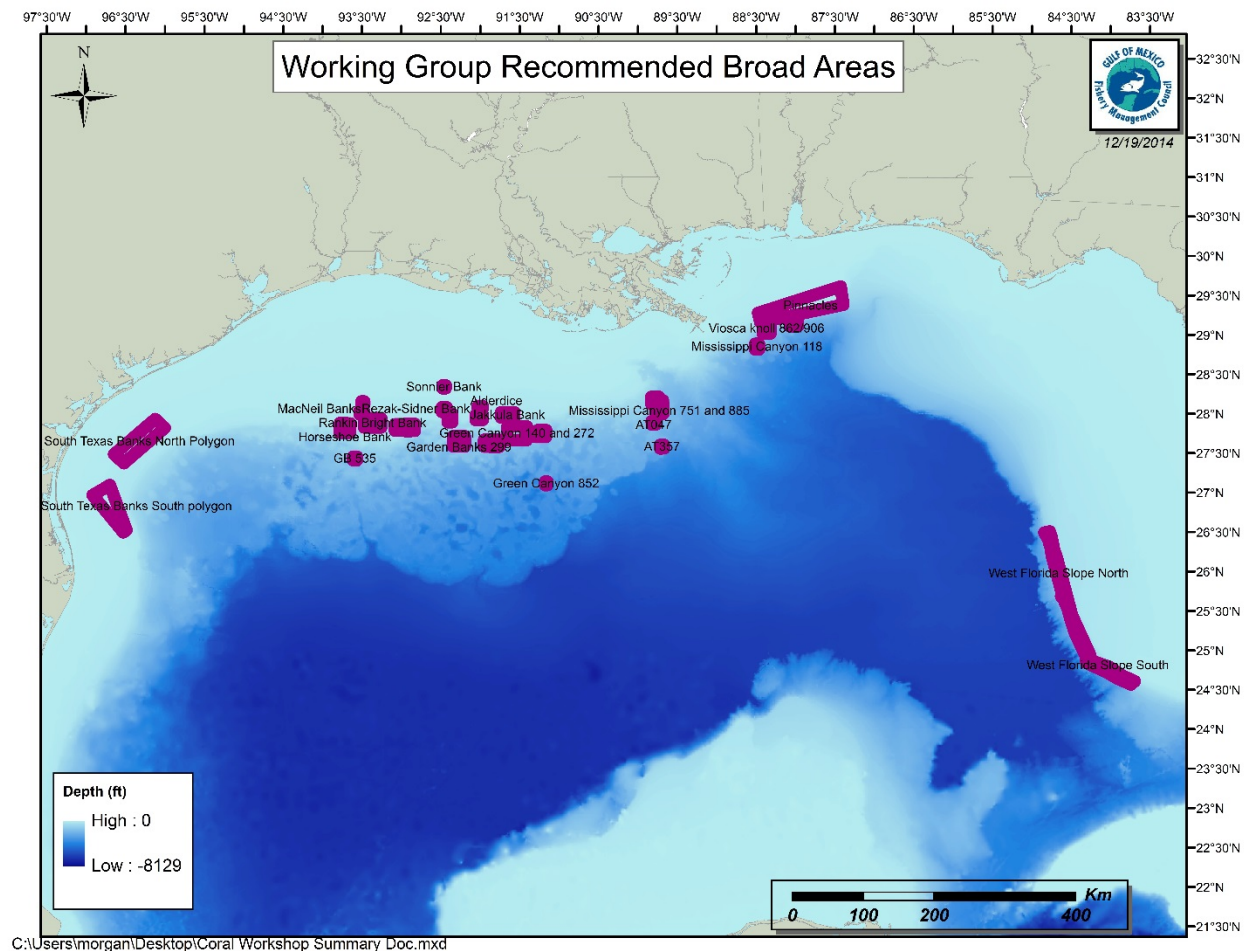 97°30'W 96°30'W 95°30'W 94°30'W 93°30'W 92°30'W 91°30'W 90°30'W 89°30'W 88°30'W 87°30'W 86°30'W 85°30'W 84°30'W 83°30'W
Working Group Recommended Broad Areas
N
GULF OF MEXICO
Fishery Management Council
12/19/2014
32°30'N
32°N
31°30'N
31°N
30°30'N
30°N
29°30'N
29°N
28°30'N
28°N
27°30'N
27°N
26°30'N
26°N
25°30'N
25°N
24°30'N
24°N
23°30'N
23°N
22°30'N
22°N
21°30'N
Pinnacles
Viosca knoll 862/906
Mississippi Canyon 118
Sonnier Bank
Alderdice
MacNeil Banks
Rezak-Sidner Bank
Jakkula Bank
Mississippi Canyon 751 and 885
Rankin Bright Bank
AT047
Horseshoe Bank
Green Canyon 140 and 272
South Texas Banks North Polygon
Garden Banks 299
AT357
GB 535
Green Canyon 852
South Texas Banks South polygon
West Florida Slope North
West Florida Slope South
Depth (ft)
High : 0
Low : -8129
Km
0 100 200 400
C:\Users\morgan\Desktop\Coral Workshop Summary Doc.mxd